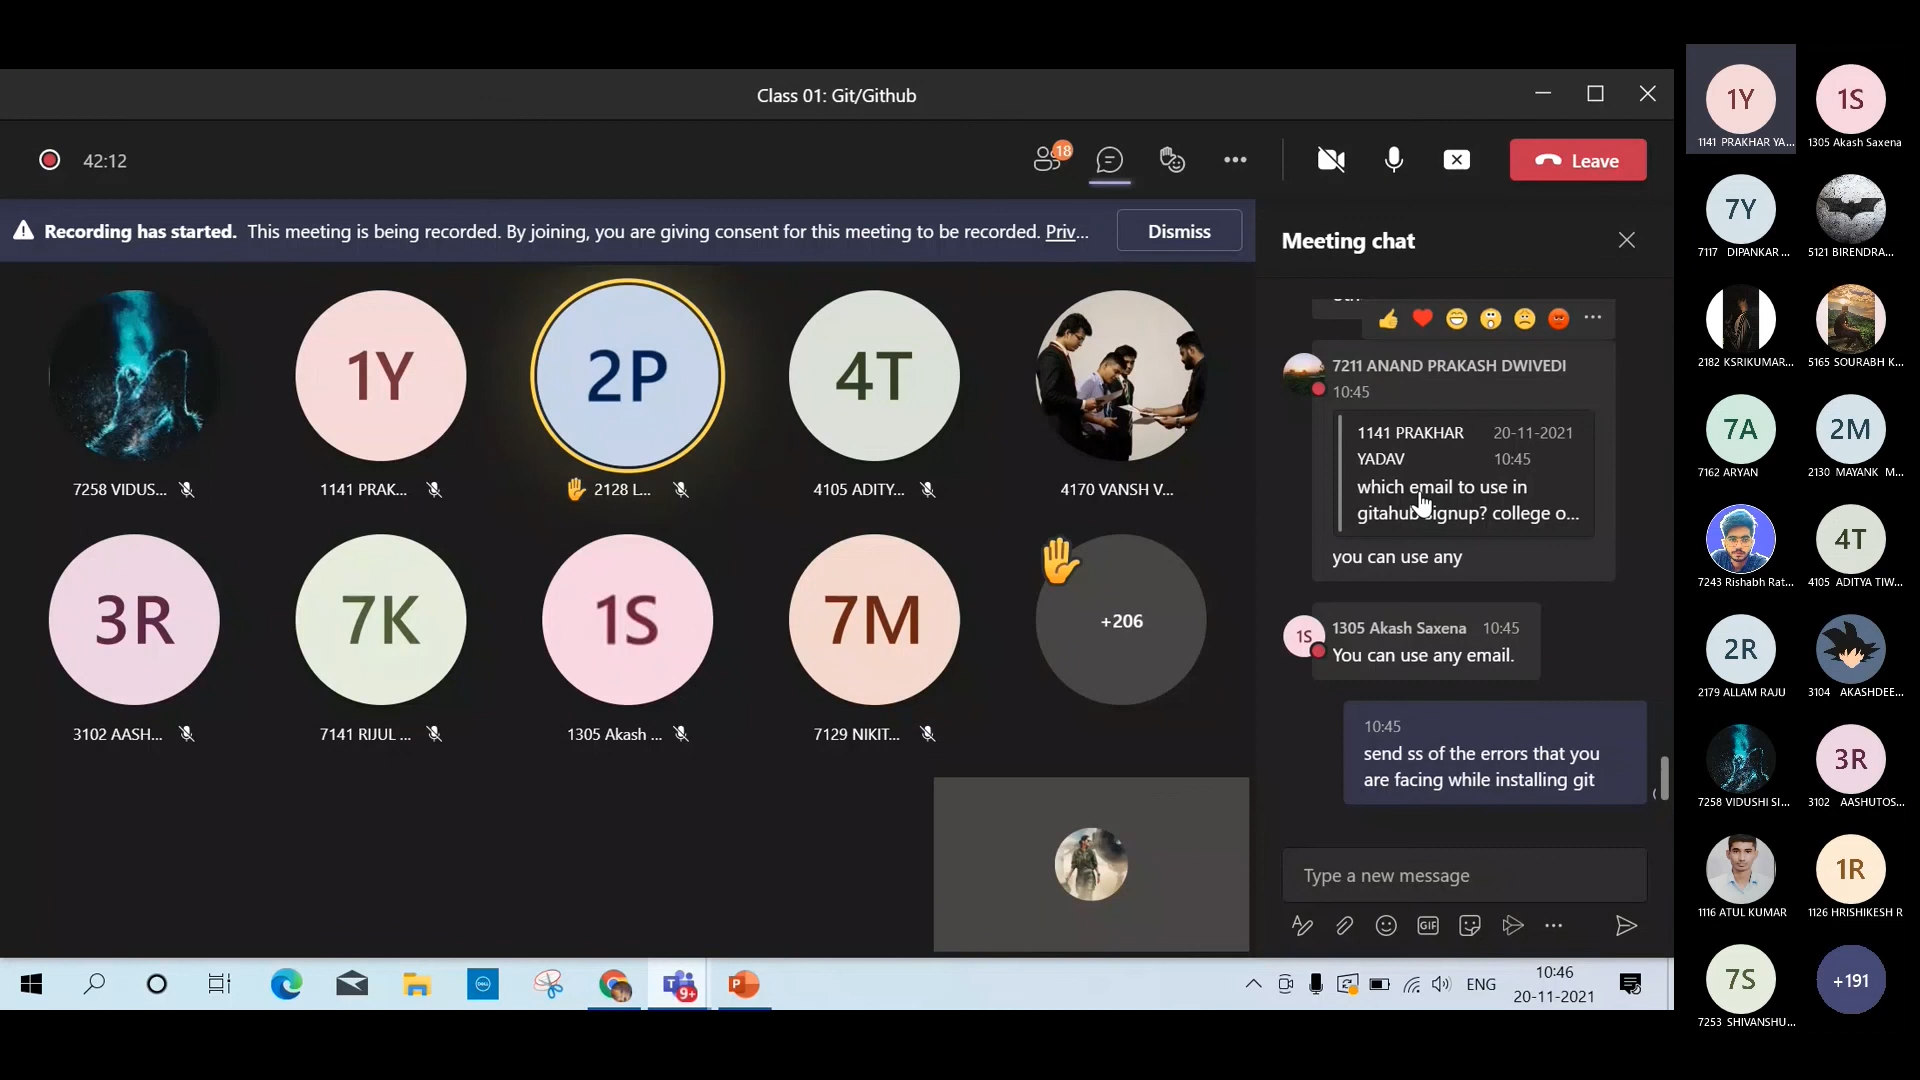 Class 01: Git/Github
42:12
18
Leave
Recording has started. This meeting is being recorded. By joining, you are giving consent for this meeting to be recorded. Priv...
Dismiss
7258 VIDUS...
1Y
1141 PRAK...
2P
2128 L...
4T
4105 ADITY...
4170 VANSH V...
3R
3102 AASH...
7K
7141 RIJUL ...
1S
1305 Akash ...
7M
7129 NIKIT...
+206
Meeting chat
7211 ANAND PRAKASH DWIVEDI
10:45
1141 PRAKHAR 20-11-2021
YADAV 10:45
which email to use in
gitahub signup? college o...
you can use any
1S
1305 Akash Saxena 10:45
You can use any email.
10:45
send ss of the errors that you
are facing while installing git
Type a new message
GIF
DELL
9+
P
ENG
10:46
20-11-2021
1Y
1141 PRAKHAR YA...
1S
1305 Akash Saxena
7Y
7117 DIPANKAR ...
5121 BIRENDRA...
2182 KSRIKUMAR...
5165 SOURABH K...
7A
7162 ARYAN
2M
2130 MAYANK M...
7243 Rishabh Rat...
4T
4105 ADITYA TIW...
2R
2179 ALLAM RAJU
3104 AKASHDEE...
7258 VIDUSHI SI...
3R
3102 AASHUTOS...
1116 ATUL KUMAR
1R
1126 HRISHIKESH R
7S
7253 SHIVANSHU...
+191